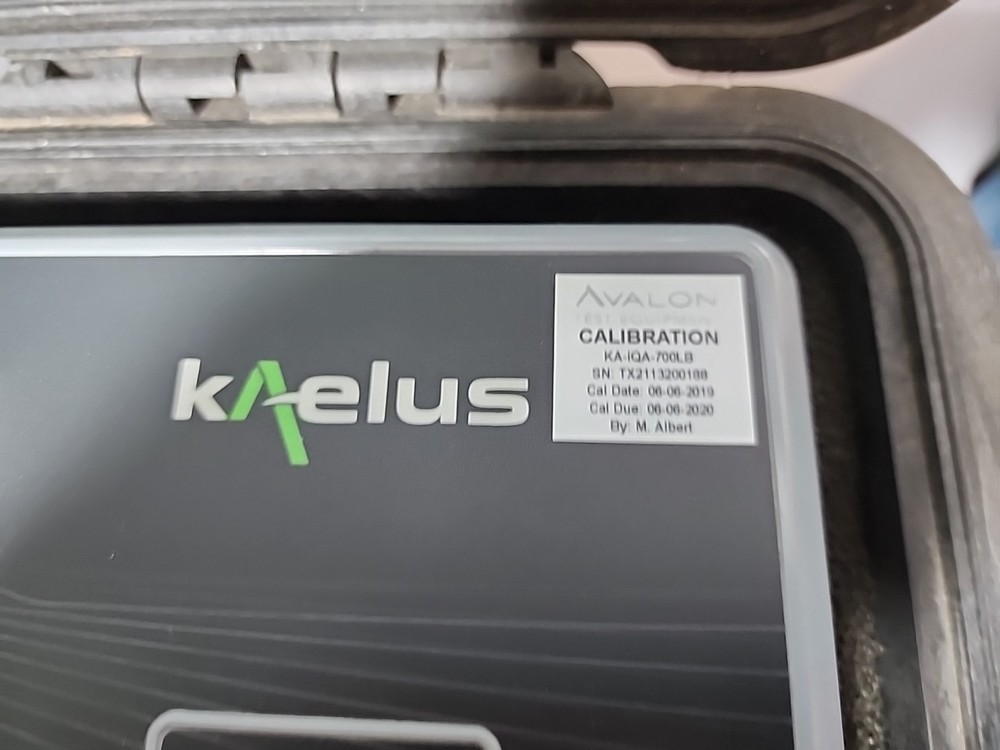 kaelus
AVALON
TEST EQUIPMENT
CALIBRATION
KA-IQA-700LB
SN: TX2113200188
Cal Date: 06-06-2019
Cal Due: 06-06-2020
By: M. Albert